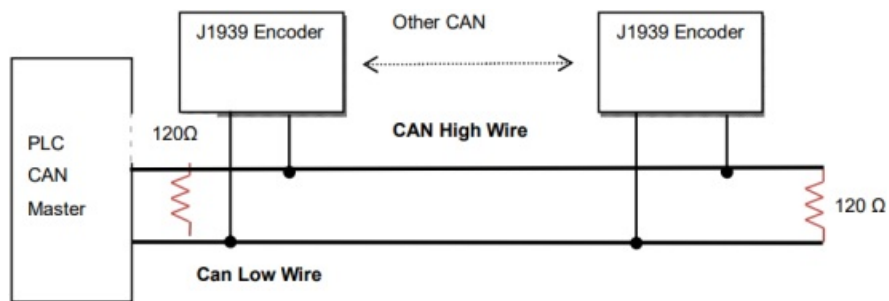 J1939 Encoder
Other CAN
J1939 Encoder
120Ω
CAN High Wire
PLC
CAN
Master
120 Ω
Can Low Wire